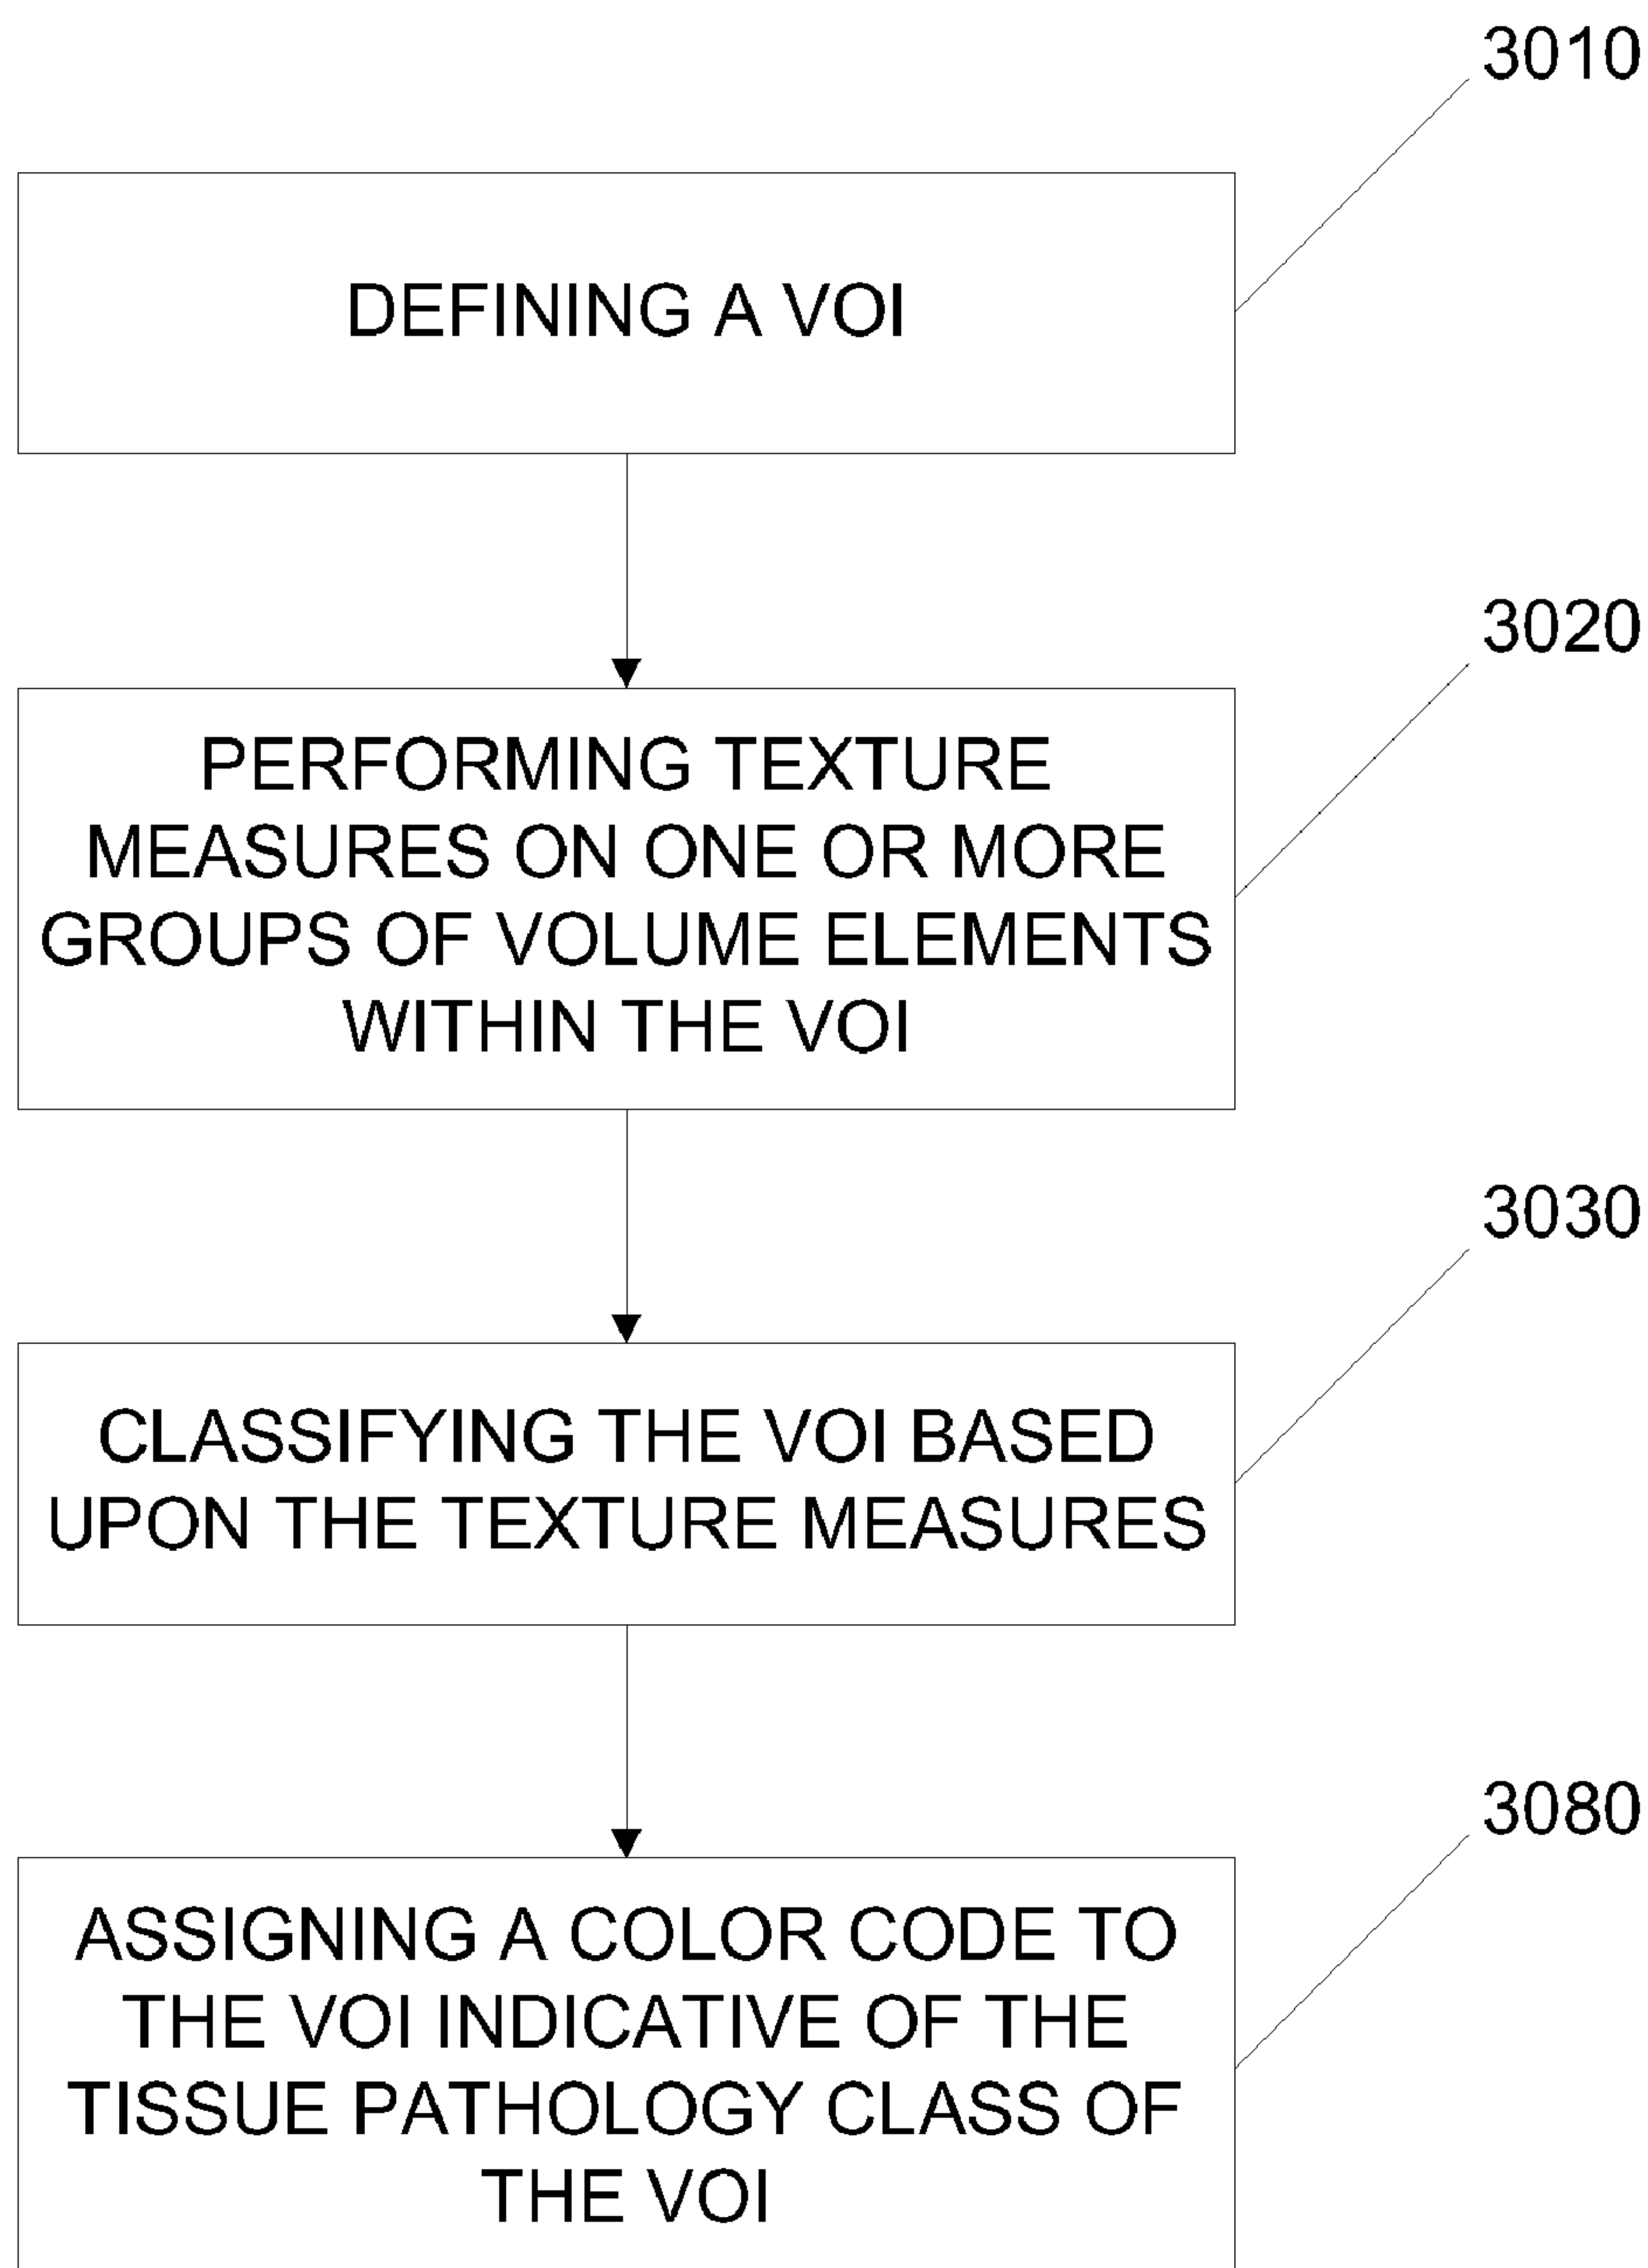 3010
DEFINING A VOI
3020
PERFORMING TEXTURE
MEASURES ON ONE OR MORE
GROUPS OF VOLUME ELEMENTS
WITHIN THE VOI
3030
CLASSIFYING THE VOI BASED
UPON THE TEXTURE MEASURES
3080
ASSIGNING A COLOR CODE TO
THE VOI INDICATIVE OF THE
TISSUE PATHOLOGY CLASS OF
THE VOI